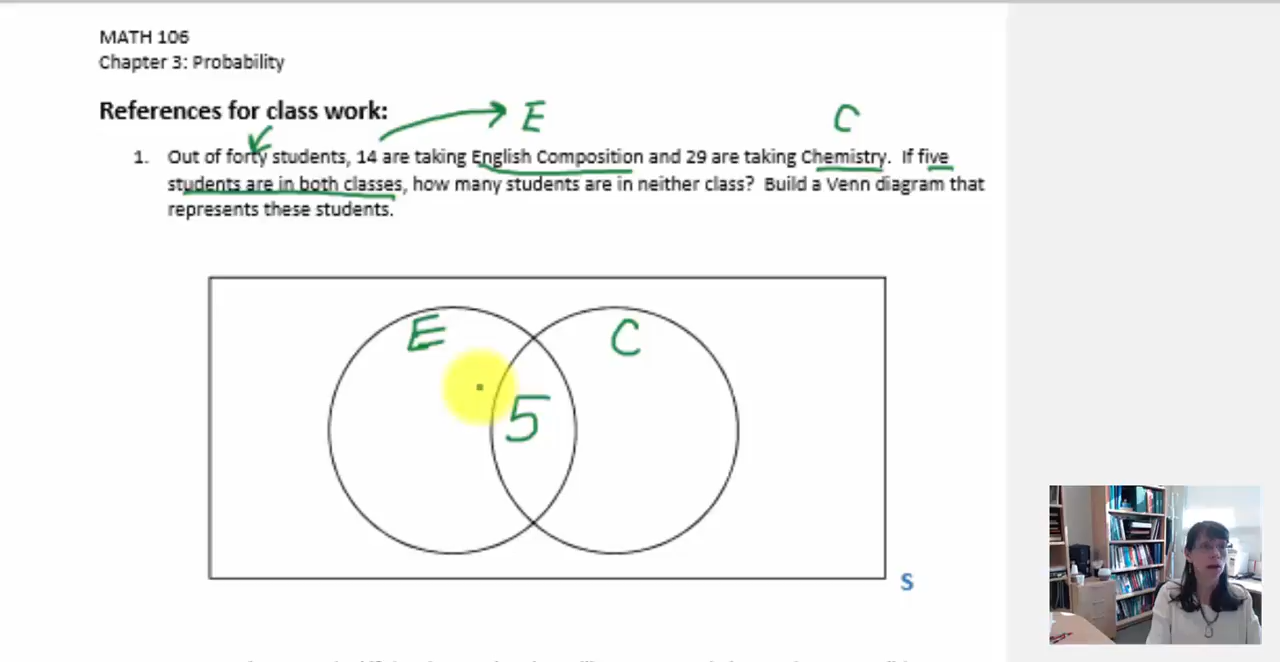 MATH 106
Chapter 3: Probability
References for class work:
E
C
1. Out of forty students, 14 are taking English Composition and 29 are taking Chemistry. If five
students are in both classes, how many students are in neither class? Build a Venn diagram that
represents these students.
E
C
5
S